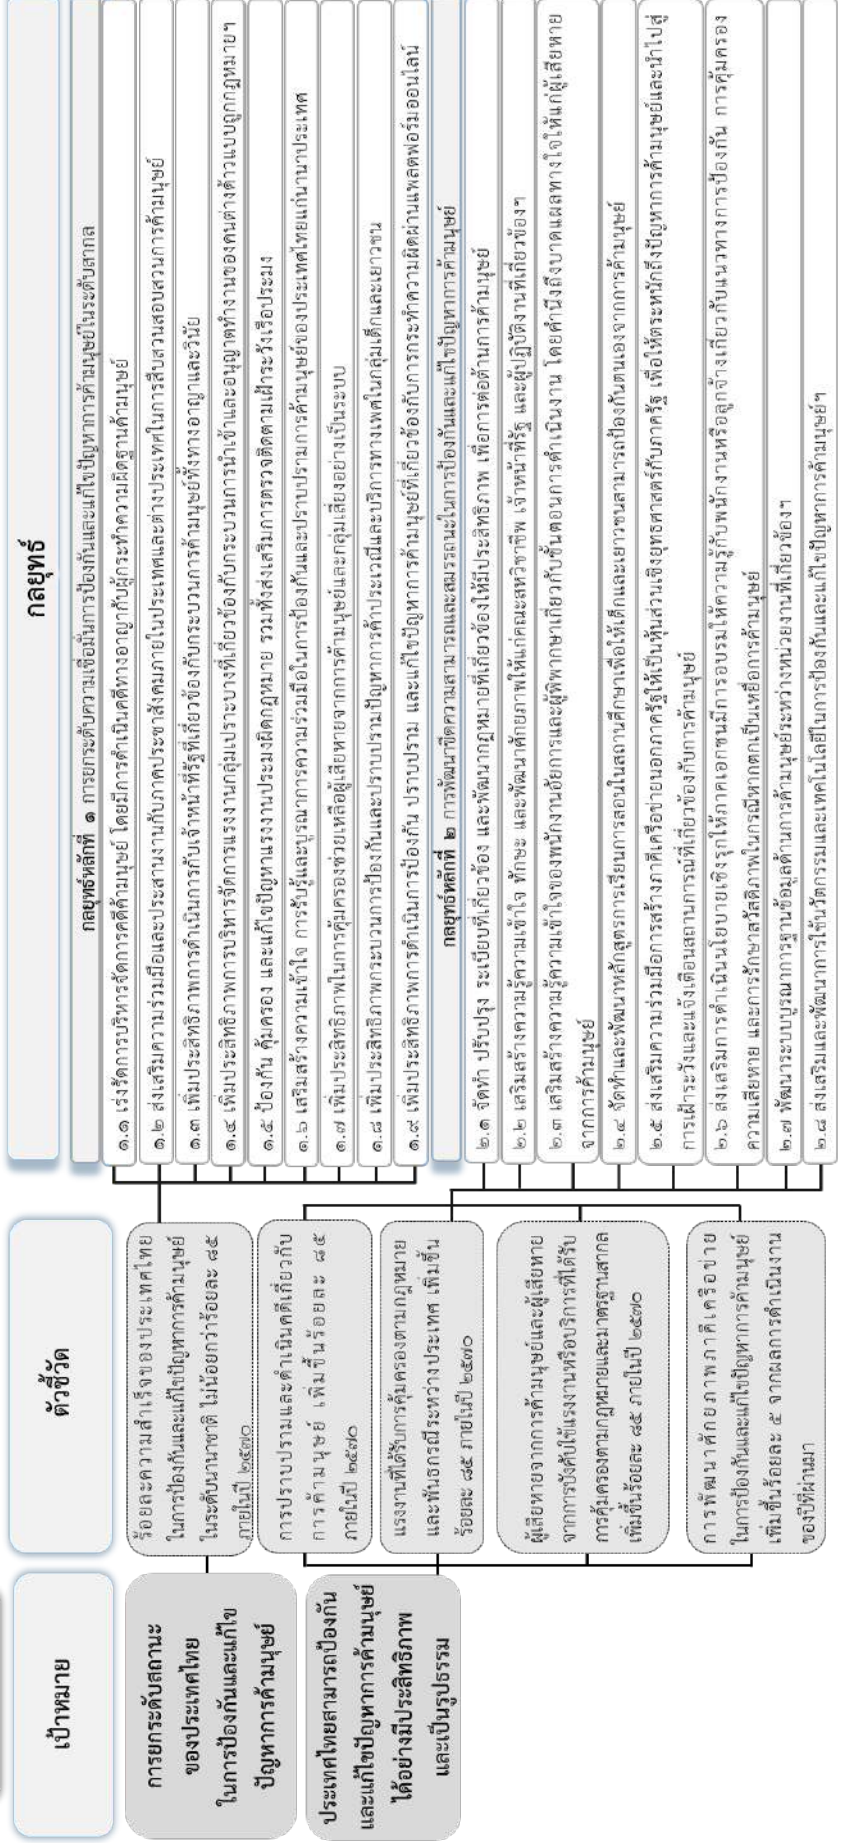 เป้าหมาย
ตัวชี้วัด
กลยุทธ์
การยกระดับสถานะ
ของประเทศไทย
ในการป้องกันและแก้ไข
ปัญหาการค้ามนุษย์
ประเทศไทยสามารถป้องกัน
และแก้ไขปัญหาการค้ามนุษย์
ได้อย่างมีประสิทธิภาพ
และเป็นรูปธรรม
ร้อยละความสำเร็จของประเทศไทย
ในการป้องกันและแก้ไขปัญหาการค้ามนุษย์
ในระดับนานาชาติ ไม่น้อยกว่าร้อยละ ๘๕
ภายในปี ๒๕๗๐
การปราบปรามและดำเนินคดีเกี่ยวกับ
การค้ามนุษย์ เพิ่มขึ้นร้อยละ ๘๕
ภายในปี ๒๕๗๐
แรงงานที่ได้รับการคุ้มครองตามกฎหมาย
และพันธกรณีระหว่างประเทศ เพิ่มขึ้น
ร้อยละ ๘๕ ภายในปี ๒๕๗๐
ผู้เสียหายจากการค้ามนุษย์และผู้เสียหาย
จากการบังคับใช้แรงงานหรือบริการที่ได้รับ
การคุ้มครองตามกฎหมายและมาตรฐานสากล
เพิ่มขึ้นร้อยละ ๘๕ ภายในปี ๒๕๗๐
การพัฒนาศักยภาพภาคีเครือข่าย
ในการป้องกันและแก้ไขปัญหาการค้ามนุษย์
เพิ่มขึ้นร้อยละ ๕ จากผลการดำเนินงาน
ของปีที่ผ่านมา
กลยุทธ์หลักที่ ๑ การยกระดับความเชื่อมั่นการป้องกันและแก้ไขปัญหาการค้ามนุษย์ในระดับสากล
๑.๑ เร่งรัดการบริหารจัดการคดีค้ามนุษย์ โดยมีการดำเนินคดีทางอาญากับผู้กระทำความผิดฐานค้ามนุษย์
๑.๒ ส่งเสริมความร่วมมือและประสานงานกับภาคประชาสังคมภายในประเทศและต่างประเทศในการสืบสวนสอบสวนการค้ามนุษย์
๑.๓ เพิ่มประสิทธิภาพการดำเนินการกับเจ้าหน้าที่รัฐที่เกี่ยวข้องกับกระบวนการค้ามนุษย์ทั้งทางอาญาและวินัย
๑.๔ เพิ่มประสิทธิภาพการบริหารจัดการแรงงานกลุ่มเปราะบางที่เกี่ยวข้องกับกระบวนการนำเข้าและอนุญาตทำงานของคนต่างด้าวแบบถูกกฎหมายฯ
๑.๕ ป้องกัน คุ้มครอง และแก้ไขปัญหาแรงงานประมงผิดกฎหมาย รวมทั้งส่งเสริมการตรวจติดตามเฝ้าระวังเรือประมง
๑.๖ เสริมสร้างความเข้าใจ การรับรู้และบูรณาการความร่วมมือในการป้องกันและปราบปรามการค้ามนุษย์ของประเทศไทยแก่นานาประเทศ
๑.๗ เพิ่มประสิทธิภาพในการคุ้มครองช่วยเหลือผู้เสียหายจากการค้ามนุษย์และกลุ่มเสี่ยงอย่างเป็นระบบ
๑.๘ เพิ่มประสิทธิภาพกระบวนการป้องกันและปราบปรามปัญหาการค้าประเวณีและบริการทางเพศในกลุ่มเด็กและเยาวชน
๑.๙ เพิ่มประสิทธิภาพการดำเนินการป้องกัน ปราบปราม และแก้ไขปัญหาการค้ามนุษย์ที่เกี่ยวข้องกับการกระทำความผิดผ่านแพลตฟอร์มออนไลน์
กลยุทธ์หลักที่ ๒ การพัฒนาขีดความสามารถและสมรรถนะในการป้องกันและแก้ไขปัญหาการค้ามนุษย์
๒.๑ จัดทำ ปรับปรุง ระเบียบที่เกี่ยวข้อง และพัฒนากฎหมายที่เกี่ยวข้องให้มีประสิทธิภาพ เพื่อการต่อต้านการค้ามนุษย์
๒.๒ เสริมสร้างความรู้ความเข้าใจ ทักษะ และพัฒนาศักยภาพให้แก่คณะสหวิชาชีพ เจ้าหน้าที่รัฐ และผู้ปฏิบัติงานที่เกี่ยวข้องฯ
๒.๓ เสริมสร้างความรู้ความเข้าใจของพนักงานอัยการและผู้พิพากษาเกี่ยวกับขั้นตอนการดำเนินงาน โดยคำนึงถึงบาดแผลทางใจให้แก่ผู้เสียหาย
จากการค้ามนุษย์
๒.๔ จัดทำและพัฒนาหลักสูตรการเรียนการสอนในสถานศึกษาเพื่อให้เด็กและเยาวชนสามารถป้องกันตนเองจากการค้ามนุษย์
๒.๕ ส่งเสริมความร่วมมือการสร้างภาคีเครือข่ายนอกภาครัฐให้เป็นหุ้นส่วนเชิงยุทธศาสตร์กับภาครัฐ เพื่อให้ตระหนักถึงปัญหาการค้ามนุษย์และนำไปสู่
การเฝ้าระวังและแจ้งเตือนสถานการณ์ที่เกี่ยวข้องกับการค้ามนุษย์
๒.๖ ส่งเสริมการดำเนินนโยบายเชิงรุกให้ภาคเอกชนมีการอบรมให้ความรู้กับพนักงานหรือลูกจ้างเกี่ยวกับแนวทางการป้องกัน การคุ้มครอง
ความเสียหาย และการรักษาสวัสดิภาพในกรณีหากตกเป็นเหยื่อการค้ามนุษย์
๒.๗ พัฒนาระบบบูรณาการฐานข้อมูลด้านการค้ามนุษย์ระหว่างหน่วยงานที่เกี่ยวข้องฯ
๒.๘ ส่งเสริมและพัฒนาการใช้นวัตกรรมและเทคโนโลยีในการป้องกันและแก้ไขปัญหาการค้ามนุษย์ฯ